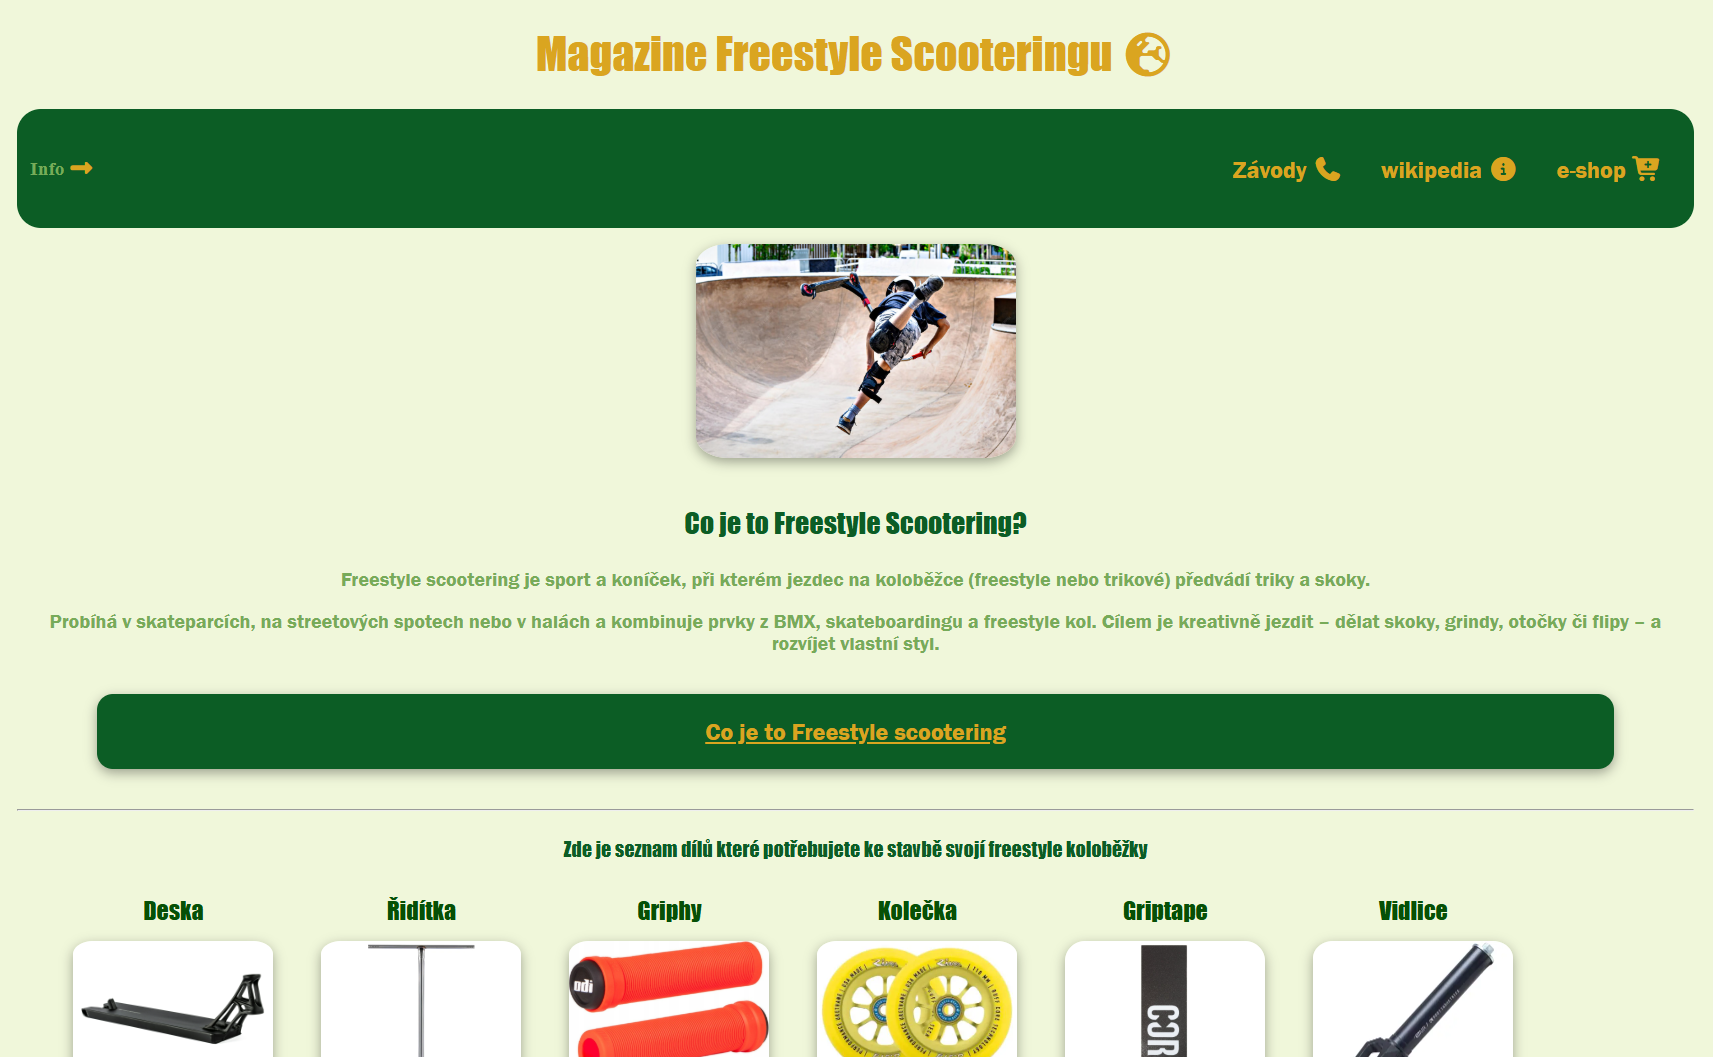 Magazine Freestyle Scooteringu
Info
Závody wikipedia e-shop
Co je to Freestyle Scootering?
Freestyle scootering je sport a koníček, při kterém jezdec na koloběžce (freestyle nebo trikové) předvádí triky a skoky.
Probíhá v skateparcích, na streetových spotech nebo v halách a kombinuje prvky z BMX, skateboardingu a freestyle kol. Cílem je kreativně jezdit – dělat skoky, grindy, otočky či flipy – a
rozvíjet vlastní styl.
Co je to Freestyle scootering
Zde je seznam dílů které potřebujete ke stavbě svojí freestyle koloběžky
Deska Řidítka Griphy Kolečka Griptape Vidlice
odi
COR